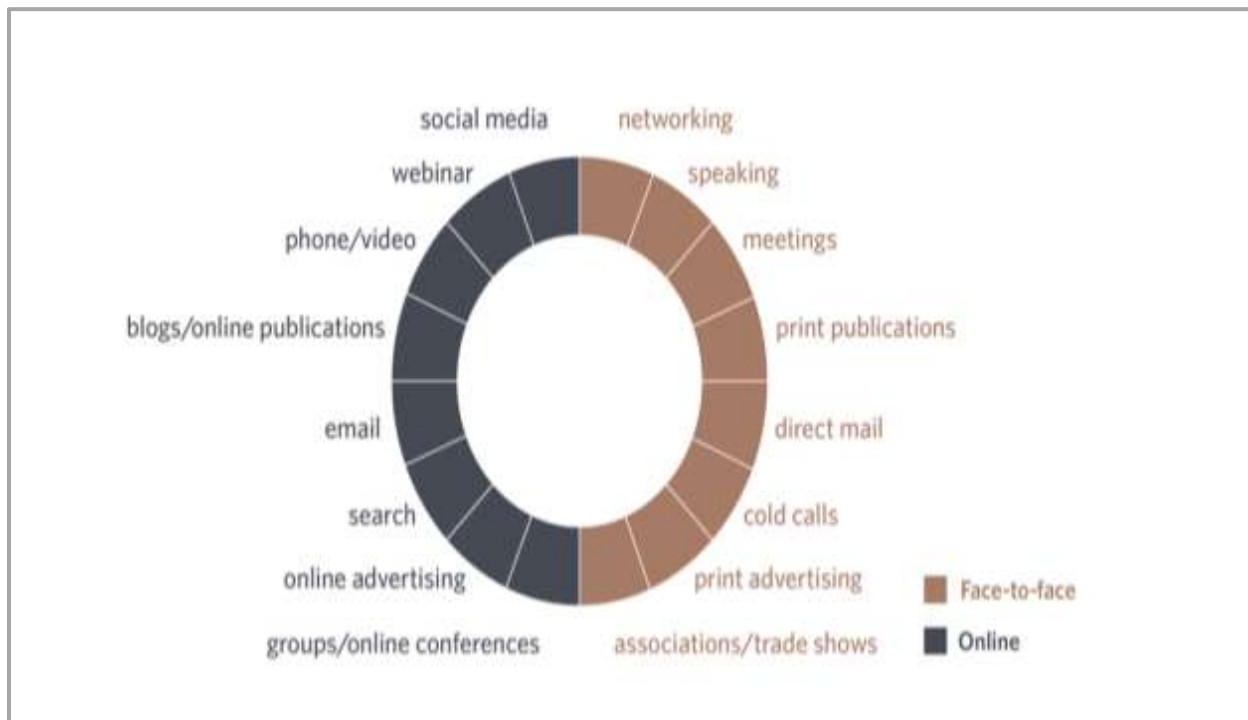 social media
networking
webinar
speaking
phone/video
meetings
blogs/online publications
print publications
email
direct mail
search
cold calls
online advertising
print advertising
Face-to-face
groups/online conferences
associations/trade shows
Online